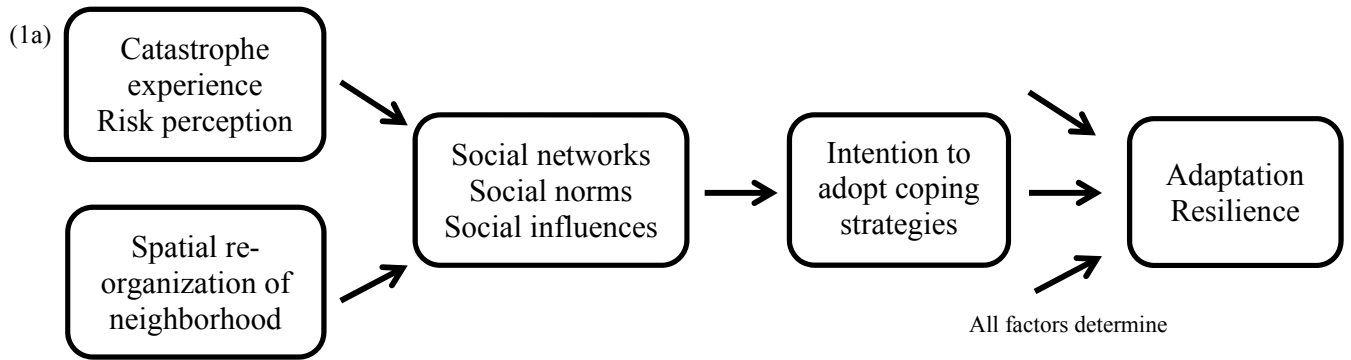 (1a)
Catastrophe
experience
Risk perception
Spatial re-
organization of
neighborhood
Social networks
Social norms
Social influences
Intention to
adopt coping
strategies
Adaptation
Resilience
All factors determine